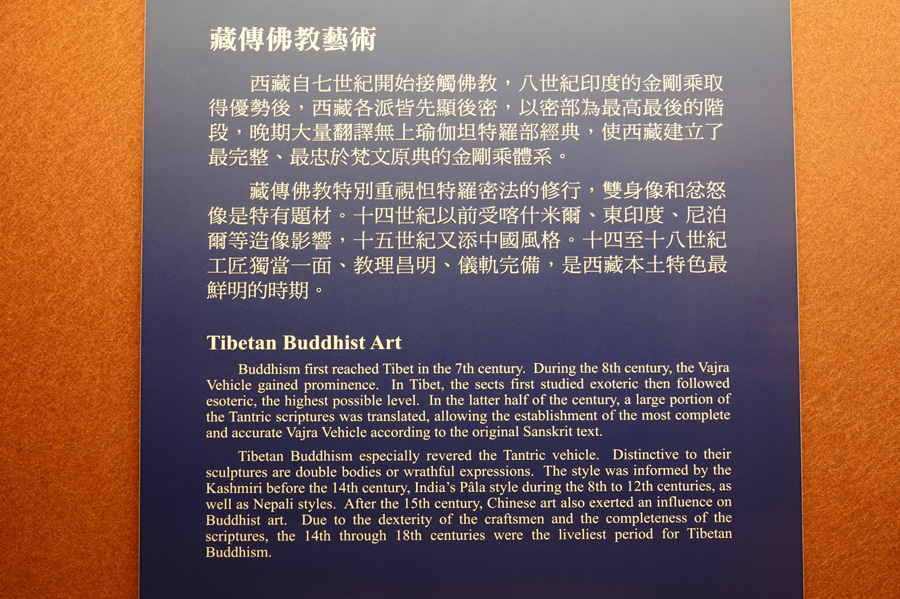 藏傳佛教藝術
西藏自七世紀開始接觸佛教，八世紀印度的金剛乘取
得優勢後，西藏各派皆先顯後密，以密部為最高最後的階
段，晚期大量翻譯無上瑜伽坦特羅部經典，使西藏建立了
最完整、最忠於梵文原典的金剛乘體系。
藏傳佛教特別重視怛特羅密法的修行，雙身像和忿怒
像是特有題材。十四世紀以前受喀什米爾、東印度、尼泊
爾等造像影響，十五世紀又添中國風格。十四至十八世紀
工匠獨當一面、教理昌明、儀軌完備，是西藏本土特色最
鮮明的時期。
Tibetan Buddhist Art
Buddhism first reached Tibet in the 7th century. During the 8th century, the Vajra
Vehicle gained prominence. In Tibet, the sects first studied exoteric then followed
esoteric, the highest possible level. In the latter half of the century, a large portion of
the Tantric scriptures was translated, allowing the establishment of the most complete
and accurate Vajra Vehicle according to the original Sanskrit text.
Tibetan Buddhism especially revered the Tantric vehicle. Distinctive to their
sculptures are double bodies or wrathful expressions. The style was informed by the
Kashmiri before the 14th century, India's Pâla style during the 8th to 12th centuries, as
well as Nepali styles. After the 15th century, Chinese art also exerted an influence on
Buddhist art. Due to the dexterity of the craftsmen and the completeness of the
scriptures, the 14th through 18th centuries were the liveliest period for Tibetan
Buddhism.